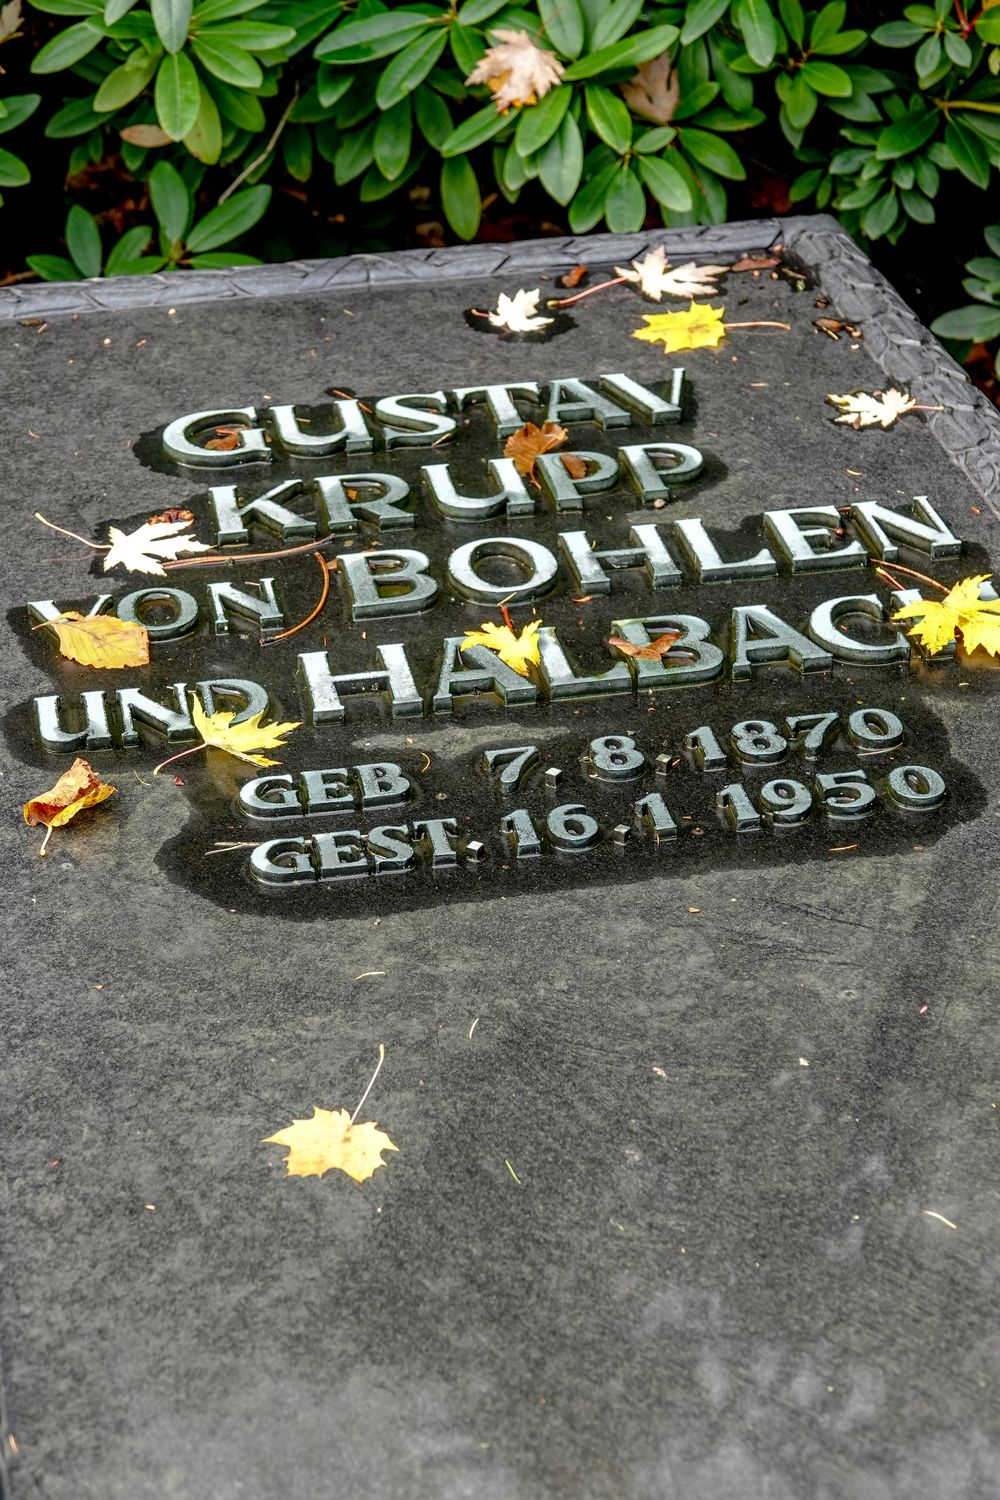 GUSTAV
KRUPP
VON BOHLEN
UND HALBACH
GEB 7. 8. 1870
GEST. 16.1 1950